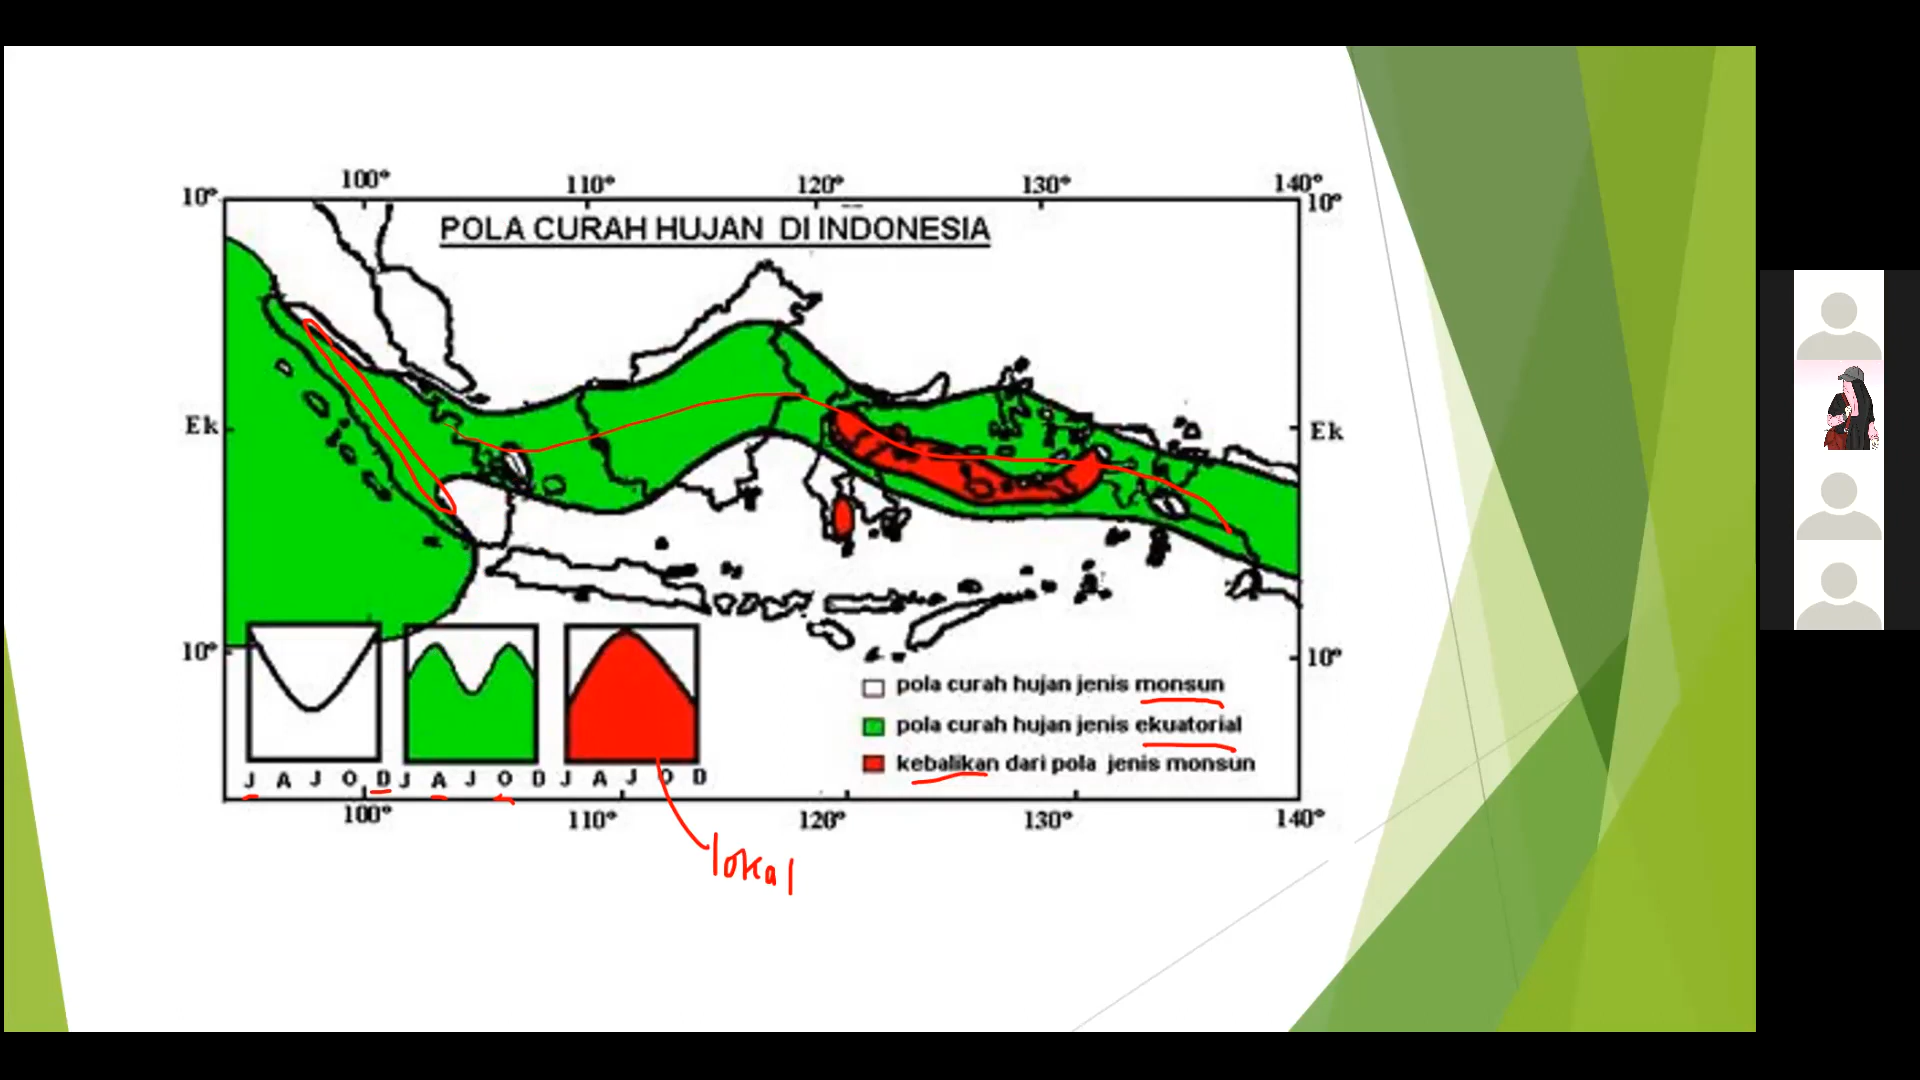 100° 110° 120° 130° 140°
10° 10°
POLA CURAH HUJAN DI INDONESIA
Ek Ek
10° 10°
pola curah hujan jenis monsun
pola curah hujan jenis ekuatorial
kebalikan dari pola jenis monsun
J A J O D J A J O D J A J O D
100° 110° 120° 130° 140°
lokal